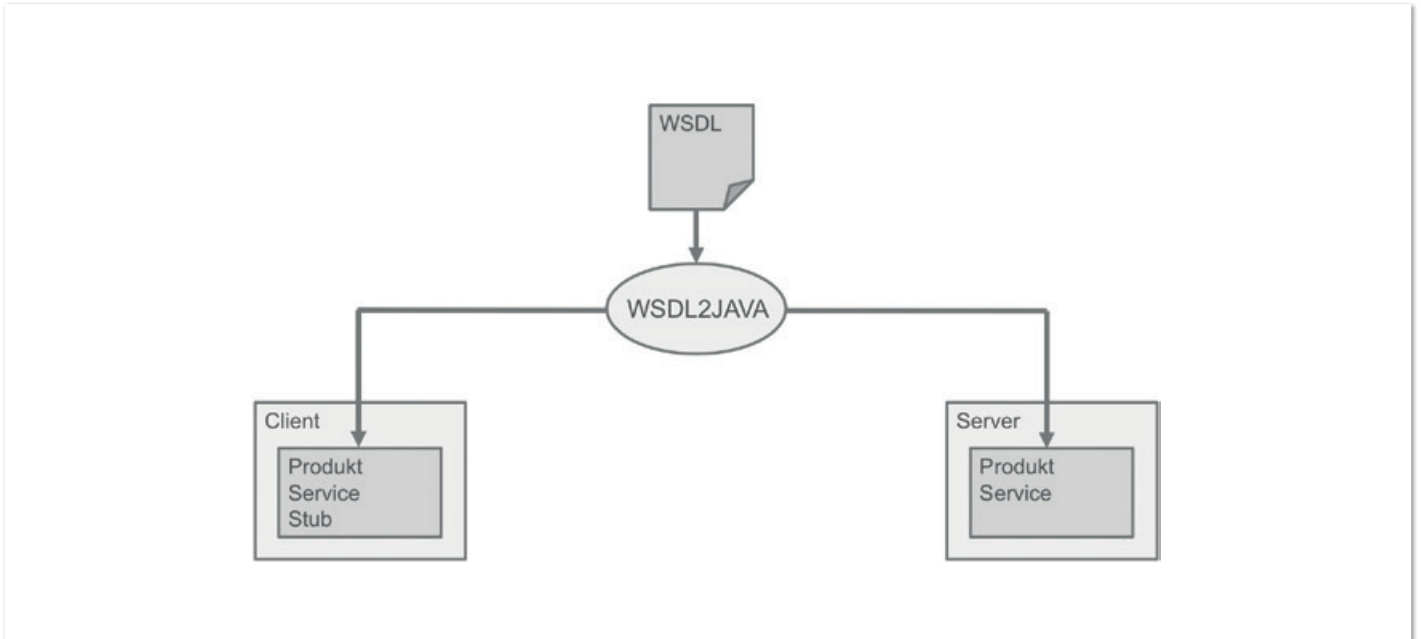 WSDL
WSDL2JAVA
Client
Produkt
Service
Stub
Server
Produkt
Service